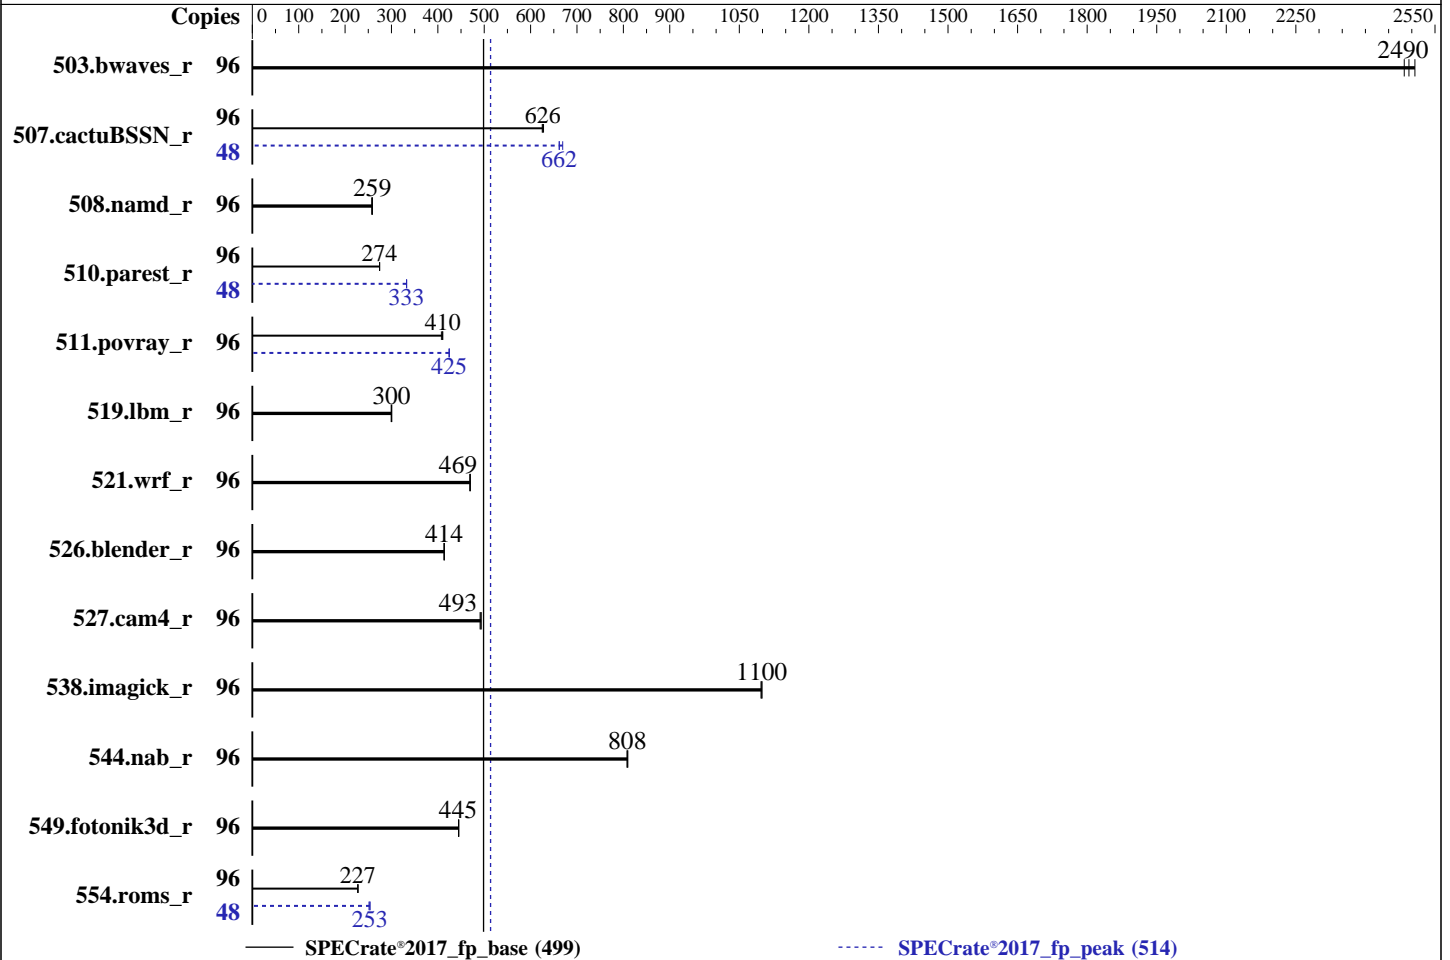 Copies 0 100 200 300 400 500 600 700 800 900 1050 1200 1350 1500 1650 1800 1950 2100 2250 2550
503.bwaves_r 96 2490
507.cactuBSSN_r 96 626
48 662
508.namd_r 96 259
510.parest_r 96 274
48 333
511.povray_r 96 410
425
519.lbm_r 96 300
521.wrf_r 96 469
526.blender_r 96 414
527.cam4_r 96 493
538.imagick_r 96 1100
544.nab_r 96 808
549.fotonik3d_r 96 445
554.roms_r 96 227
48 253
SPECrate®2017_fp_base (499) SPECrate®2017_fp_peak (514)